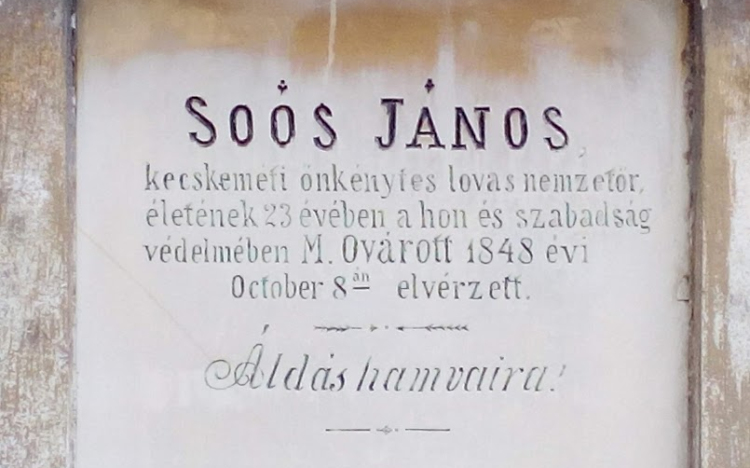 SOÓS JÁNOS,
kecskeméti önkénytes lovas nemzetőr,
életének 23 évében a hon és szabadság
védelmében M. Ovárott 1848 évi
October 8án elvérzett.
Áldás hamvaira!